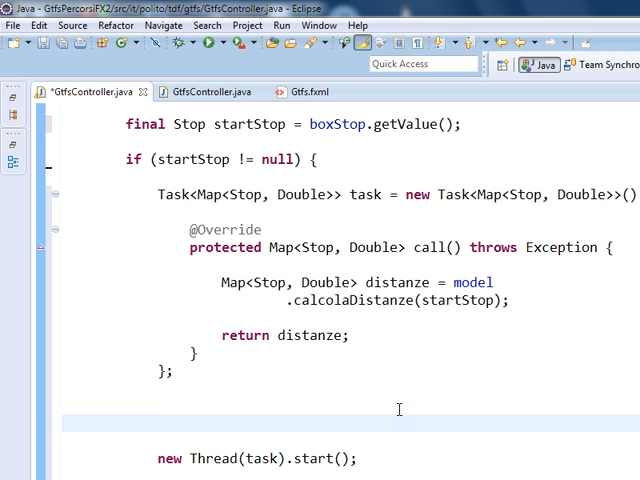 Java - GtfsPercorsiFX2/src/it/polito/tdf/gtfs/GtfsController.java - Eclipse
File Edit Source Refactor Navigate Search Project Run Window Help
Quick Access
Java
Team Synchro
*GtfsController.java
GtfsController.java
Gtfs.fxml
final Stop startStop = boxStop.getValue();
if (startStop != null) {
Task<Map<Stop, Double>> task = new Task<Map<Stop, Double>>()
@Override
protected Map<Stop, Double> call() throws Exception {
Map<Stop, Double> distanze = model
.calcolaDistanze(startStop);
return distanze;
}
};
new Thread(task).start();